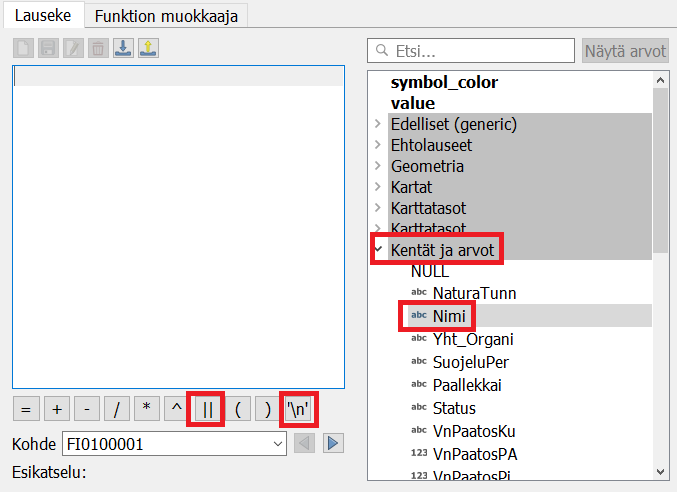 Lauseke Funktion muokkaaja
Etsi... Näytä arvot
symbol_color
value
Edelliset (generic)
Ehtolauseet
Geometria
Kartat
Karttatasot
Karttatasot
Kentät ja arvot
NULL
abc NaturaTunn
abc Nimi
abc Yht_Organi
abc SuojeluPer
abc Paallekkai
abc Status
abc VnPaatosKu
123 VnPaatosPA
123 VnPaatosPi
= + - / * ^ || ( ) '\n'
Kohde FI0100001
Esikatselu: